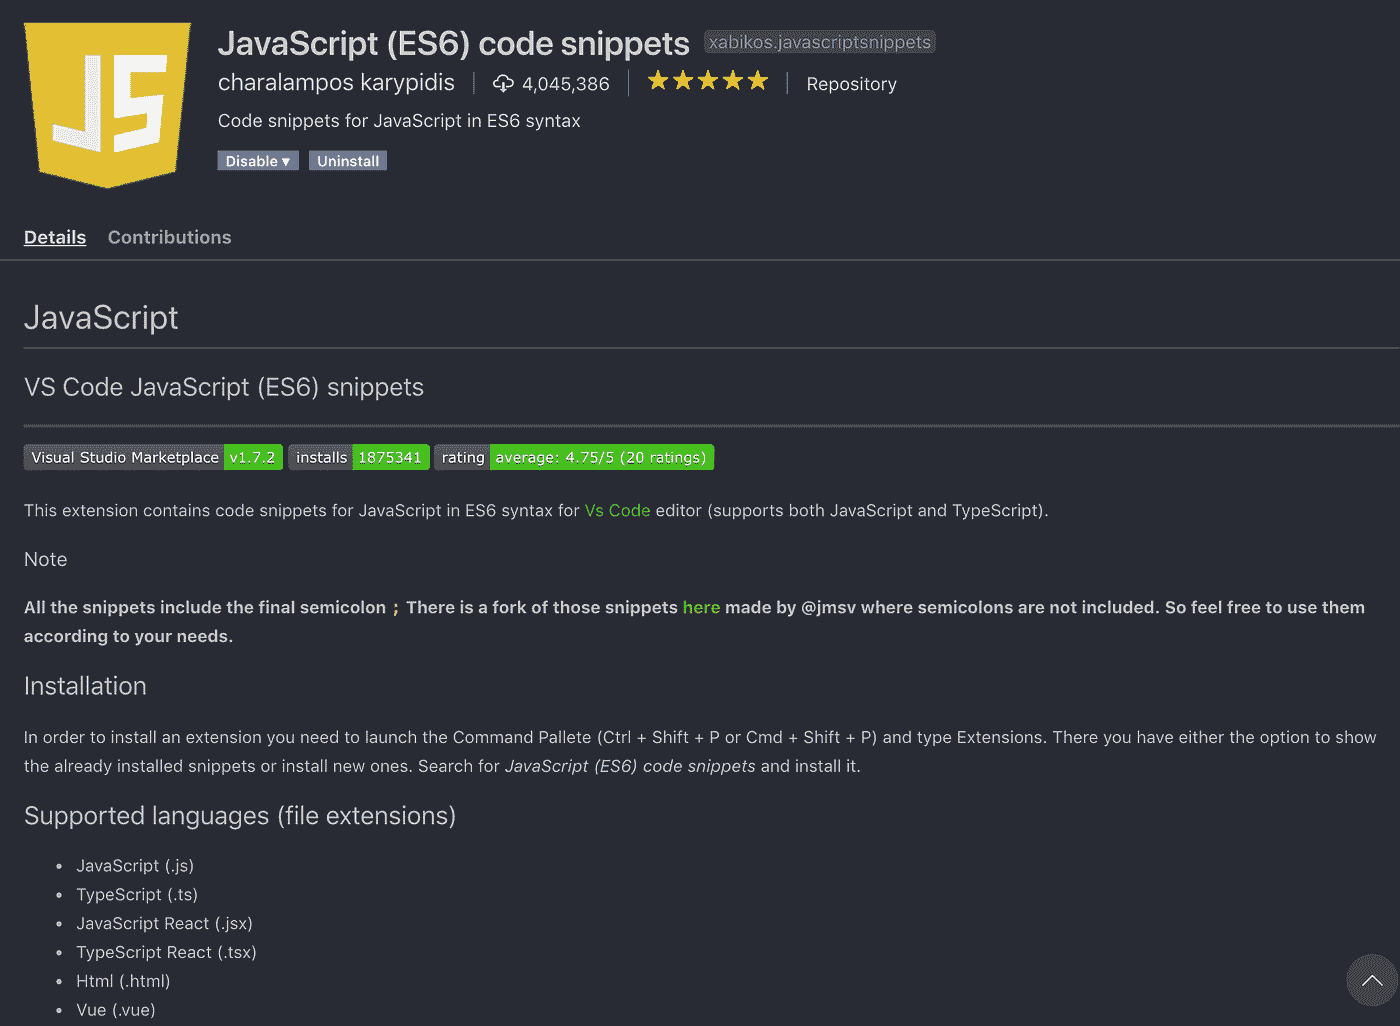 JS
JavaScript (ES6) code snippets xabikos.javascriptsnippets
charalampos karypidis 4,045,386 Repository
Code snippets for JavaScript in ES6 syntax
Disable ▾ Uninstall
Details Contributions
JavaScript
VS Code JavaScript (ES6) snippets
Visual Studio Marketplace v1.7.2 installs 1875341 rating average: 4.75/5 (20 ratings)
This extension contains code snippets for JavaScript in ES6 syntax for Vs Code editor (supports both JavaScript and TypeScript).
Note
All the snippets include the final semicolon ; There is a fork of those snippets here made by @jmsv where semicolons are not included. So feel free to use them
according to your needs.
Installation
In order to install an extension you need to launch the Command Pallete (Ctrl + Shift + P or Cmd + Shift + P) and type Extensions. There you have either the option to show
the already installed snippets or install new ones. Search for JavaScript (ES6) code snippets and install it.
Supported languages (file extensions)
• JavaScript (.js)
• TypeScript (.ts)
• JavaScript React (.jsx)
• TypeScript React (.tsx)
• Html (.html)
• Vue (.vue)